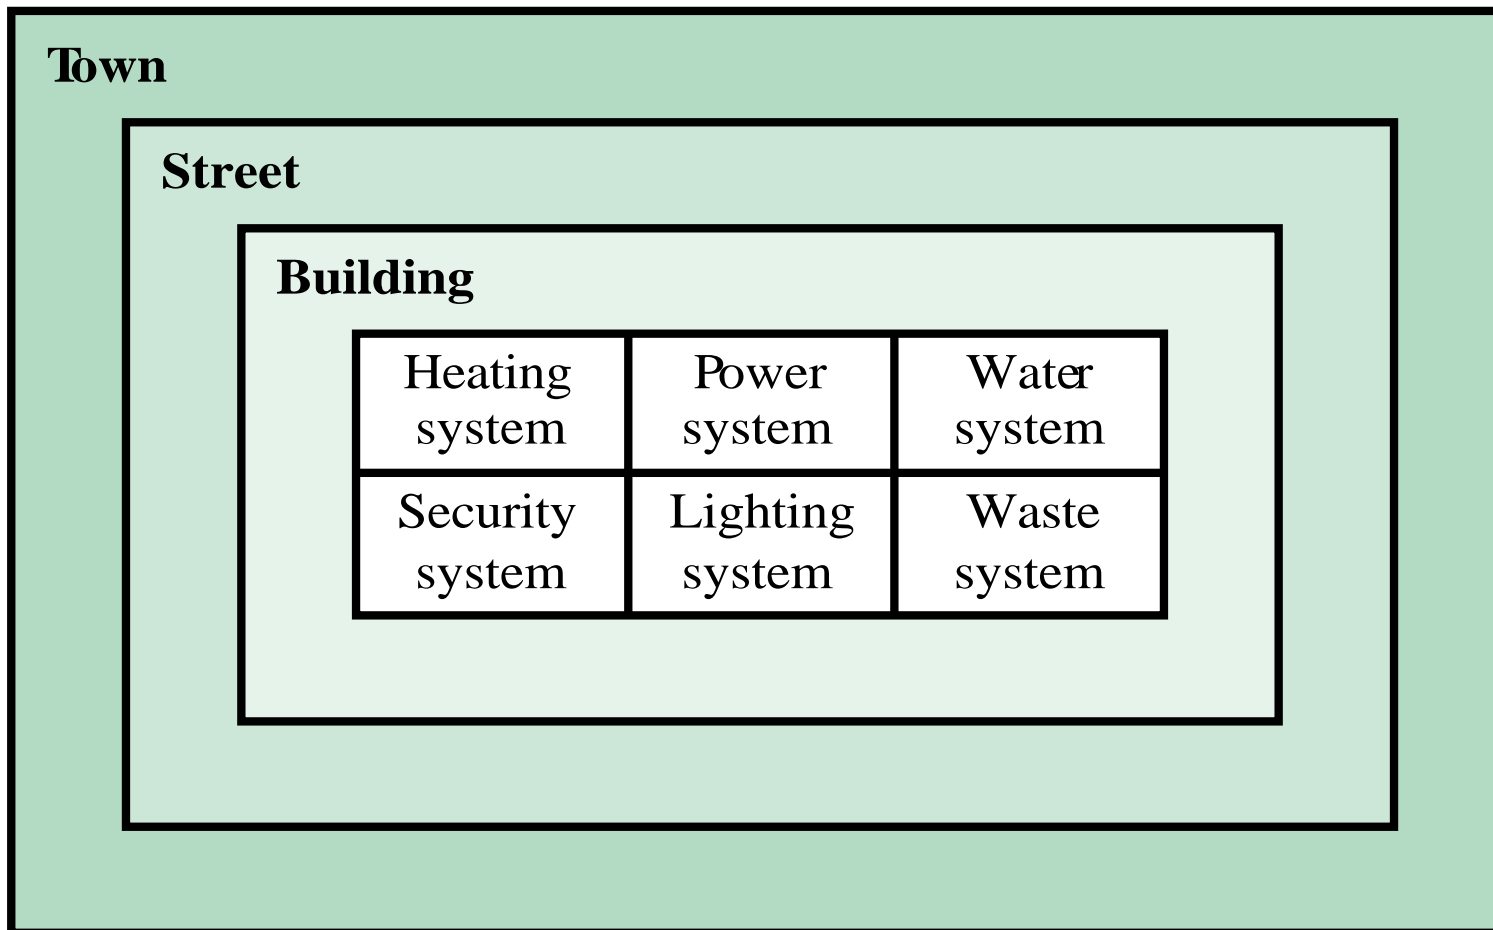 Town
Street
Building
Heating system
Power system
Water system
Security system
Lighting system
Waste system